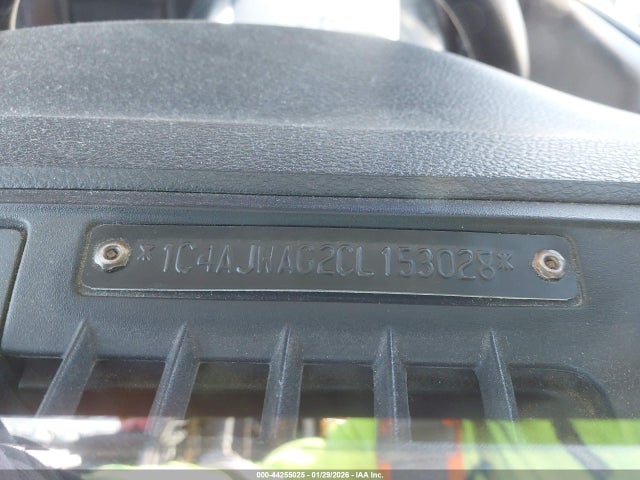 *1C4AJWAG2CL153028*
000-44255025 - 01/29/2026 - IAA Inc.